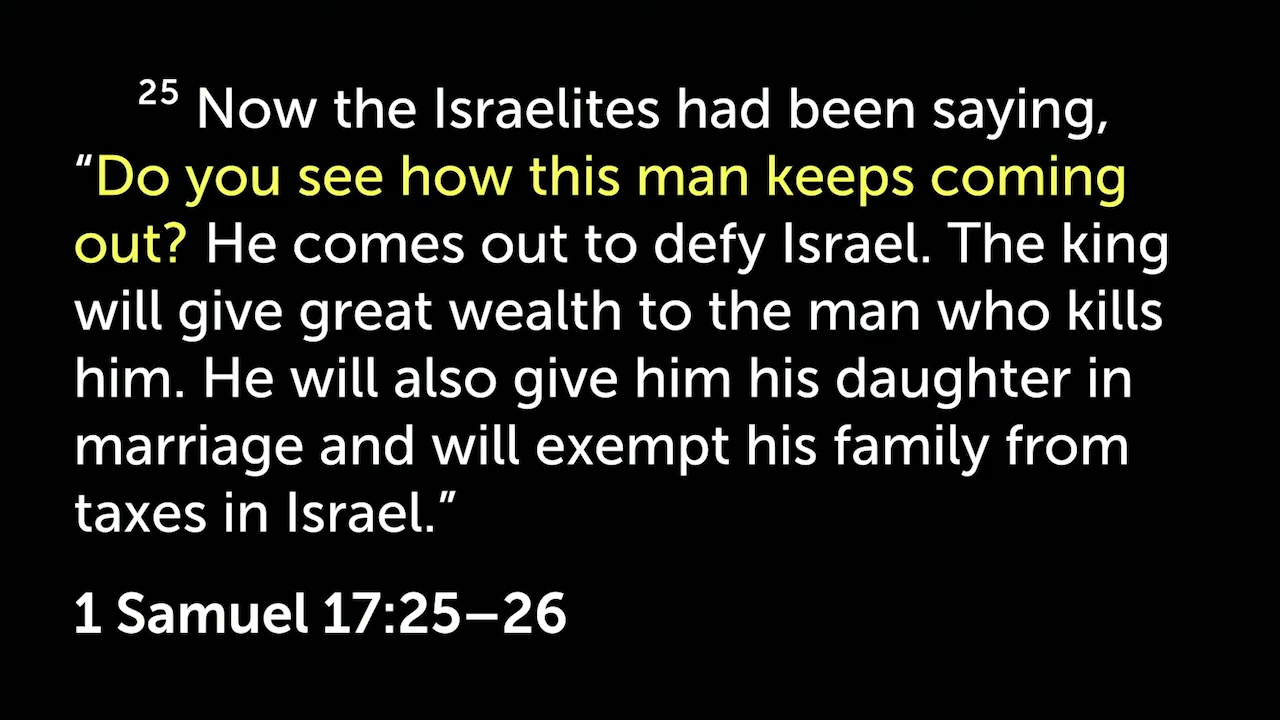 25 Now the Israelites had been saying,
“Do you see how this man keeps coming
out? He comes out to defy Israel. The king
will give great wealth to the man who kills
him. He will also give him his daughter in
marriage and will exempt his family from
taxes in Israel.”
1 Samuel 17:25–26